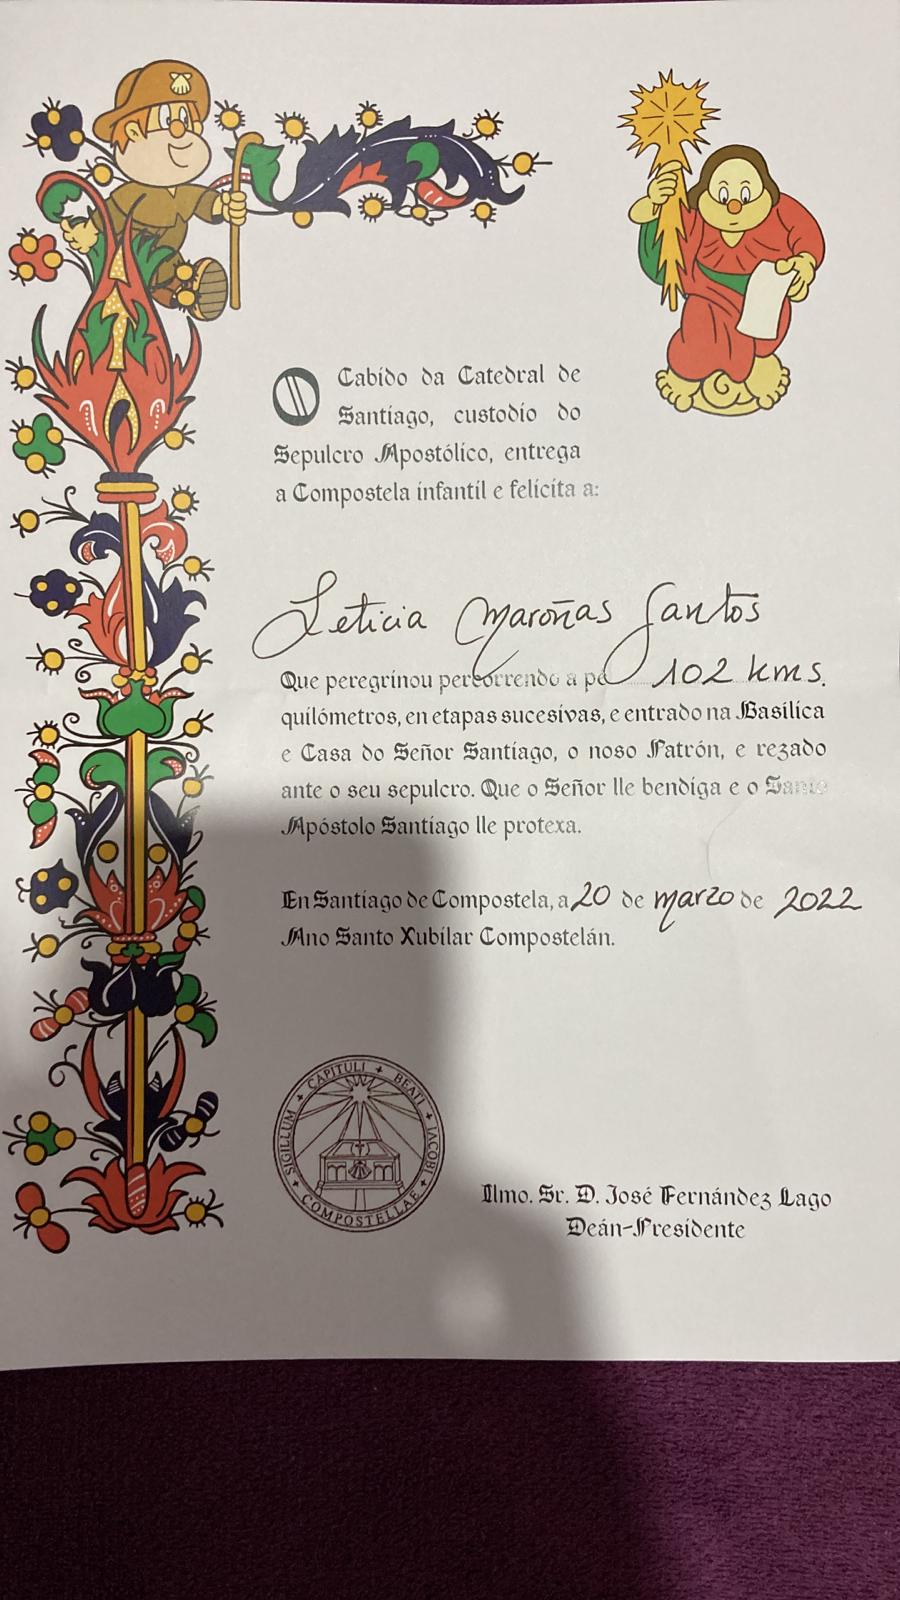 O Cabido da Catedral de
Santiago, custodio do
Sepulcro Apostólico, entrega
a Compostela infantil e felicita a:
Leticia Maroñas Santos
Que peregrinou percorrendo a pé 102 kms.
quilómetros, en etapas sucesivas, e entrado na Basílica
e Casa do Señor Santiago, o noso Patrón, e rezado
ante o seu sepulcro. Que o Señor lle bendiga e o Santo
Apóstolo Santiago lle protexa.
En Santiago de Compostela, a 20 de marzo de 2022
Ano Santo Xubilar Compostelán.
SIGILLUM + CAPITULI + BEATI + IACOBI + COMPOSTELLAE +
Ilmo. Sr. D. José Fernández Lago
Deán-Presidente